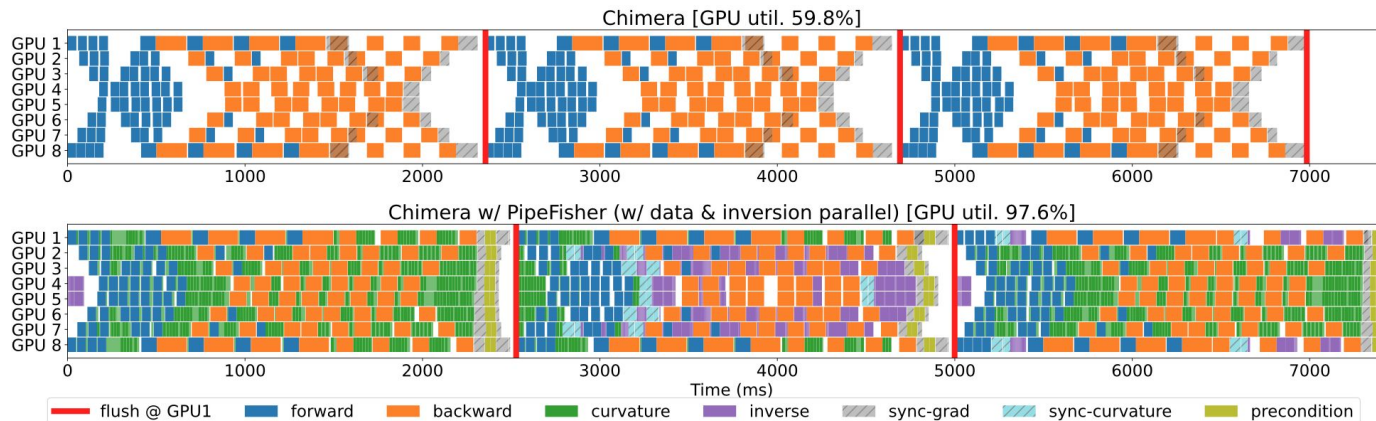 Chimera [GPU util. 59.8%]
GPU 1
GPU 2
GPU 3
GPU 4
GPU 5
GPU 6
GPU 7
GPU 8
0 1000 2000 3000 4000 5000 6000 7000
Chimera w/ PipeFisher (w/ data & inversion parallel) [GPU util. 97.6%]
GPU 1
GPU 2
GPU 3
GPU 4
GPU 5
GPU 6
GPU 7
GPU 8
0 1000 2000 3000 4000 5000 6000 7000
Time (ms)
flush @ GPU1 forward backward curvature inverse sync-grad sync-curvature precondition